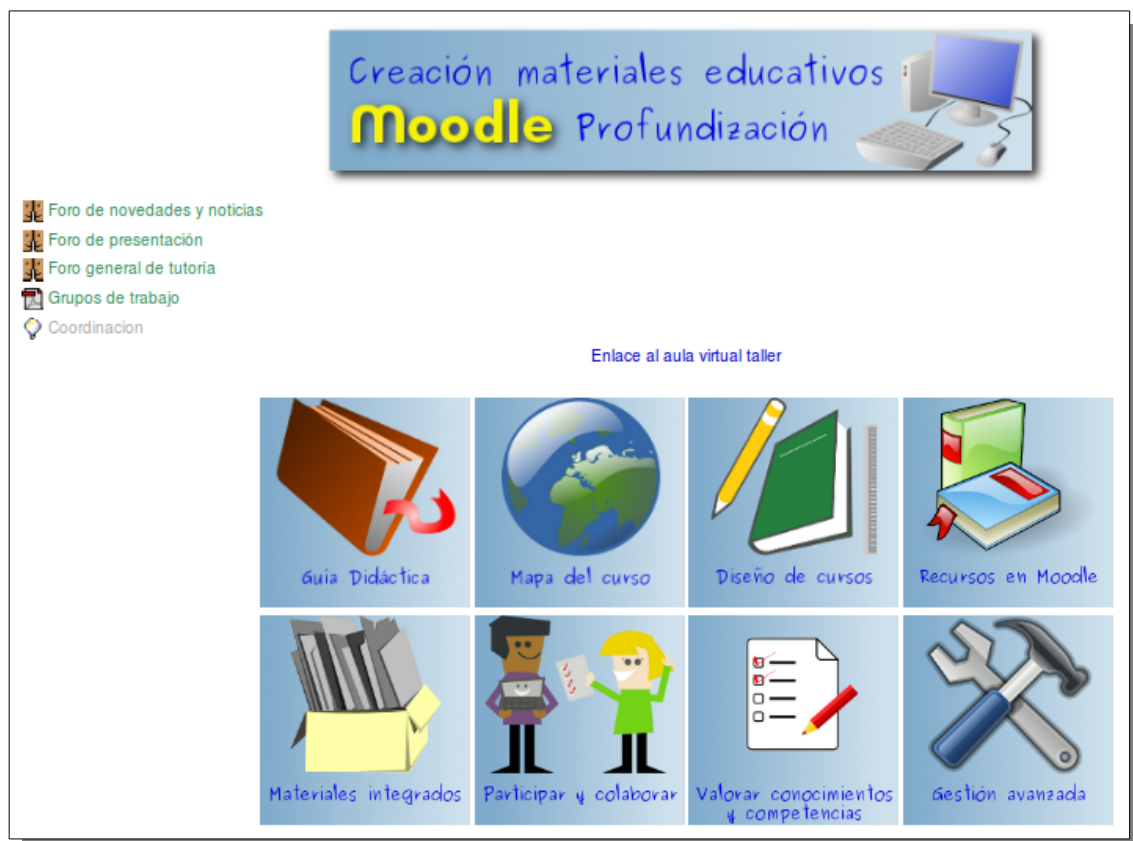 Creación materiales educativos
Moodle Profundización
Foro de novedades y noticias
Foro de presentación
Foro general de tutoría
Grupos de trabajo
Coordinacion
Enlace al aula virtual taller
Guía Didáctica
Mapa del curso
Diseño de cursos
Recursos en Moodle
Materiales integrados
Participar y colaborar
Valorar conocimientos
y competencias
Gestión avanzada